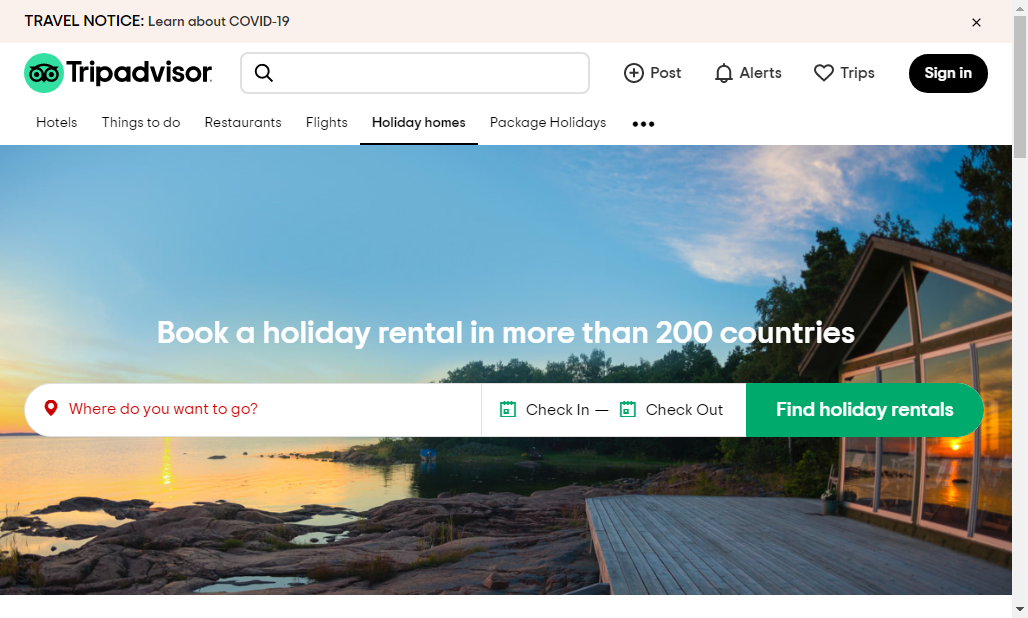 TRAVEL NOTICE: Learn about COVID-19
Tripadvisor
Post
Alerts
Trips
Sign in
Hotels
Things to do
Restaurants
Flights
Holiday homes
Package Holidays
Book a holiday rental in more than 200 countries
Where do you want to go?
Check In — Check Out
Find holiday rentals